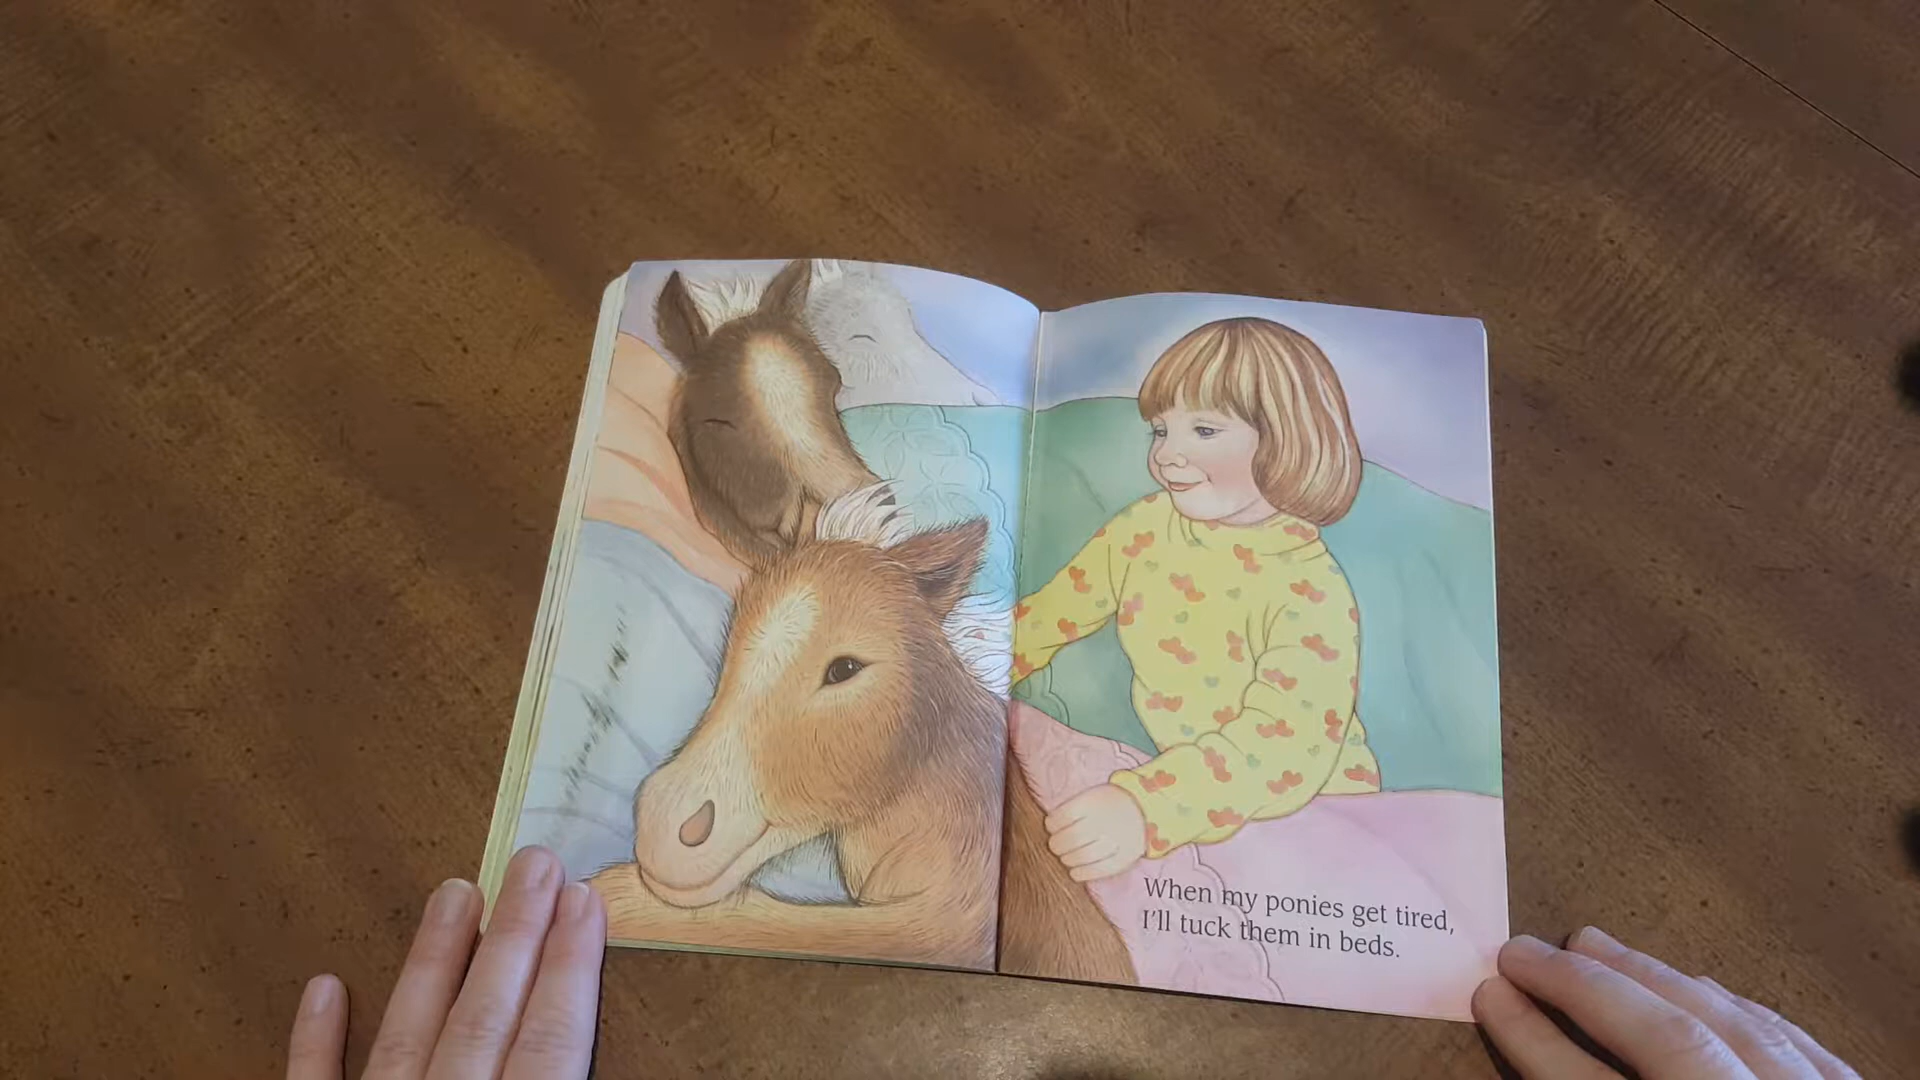 When my ponies get tired,
I'll tuck them in beds.